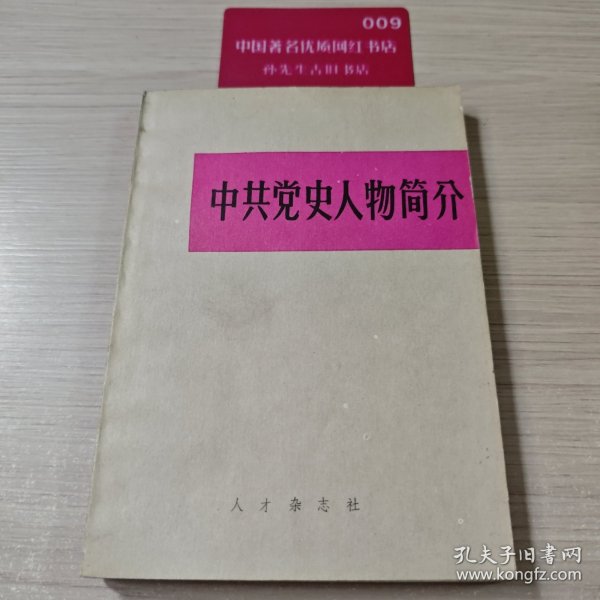 009
中国著名优质网红书店
孙先生古旧书店
中共党史人物简介
人才杂志社
孔夫子旧书网
www.kongfz.com